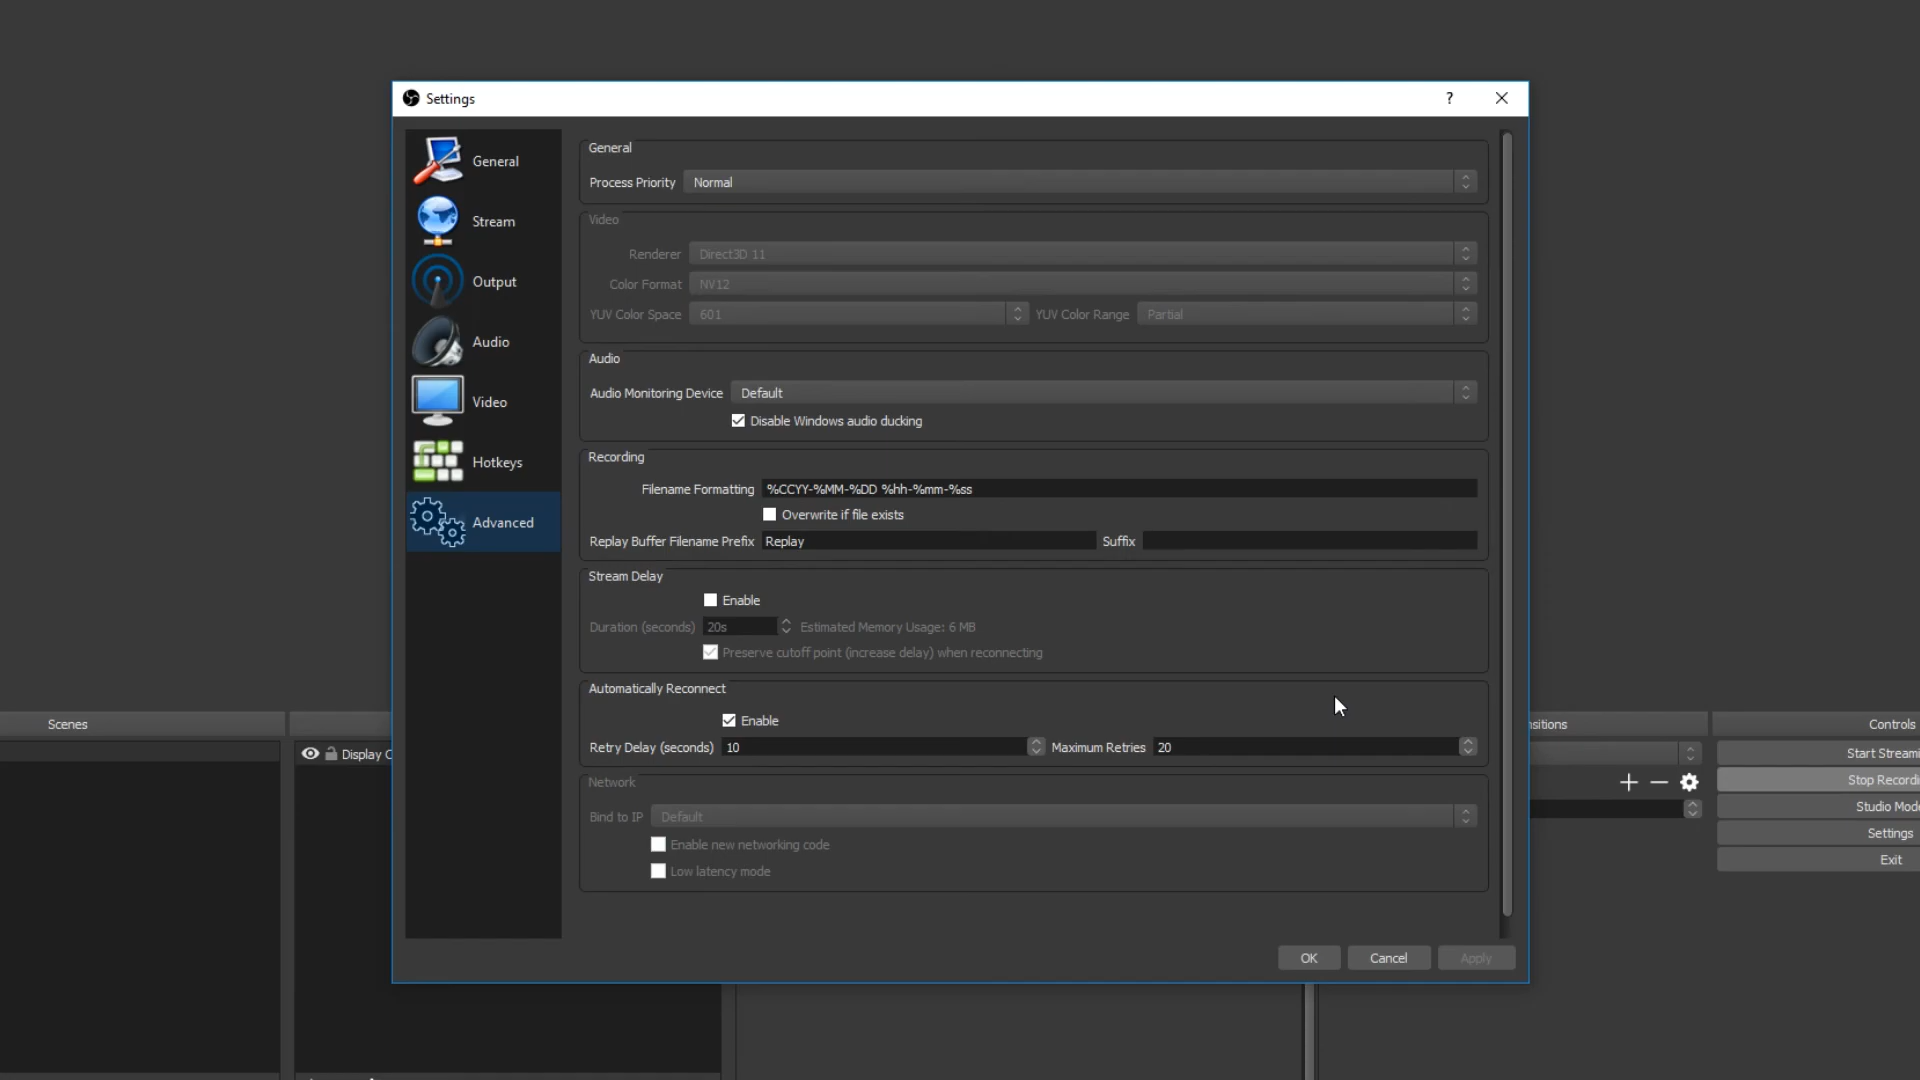 Settings
?
General
Stream
Output
Audio
Video
Hotkeys
Advanced
General
Process Priority Normal
Video
Renderer Direct3D 11
Color Format NV12
YUV Color Space 601 YUV Color Range Partial
Audio
Audio Monitoring Device Default
Disable Windows audio ducking
Recording
Filename Formatting %CCYY-%MM-%DD %hh-%mm-%ss
Overwrite if file exists
Replay Buffer Filename Prefix Replay Suffix
Stream Delay
Enable
Duration (seconds) 20s Estimated Memory Usage: 6 MB
Preserve cutoff point (increase delay) when reconnecting
Automatically Reconnect
Enable
Retry Delay (seconds) 10 Maximum Retries 20
Network
Bind to IP Default
Enable new networking code
Low latency mode
OK Cancel Apply
Scenes
Display C
sitions
Controls
Start Streami
Stop Recordi
Studio Mode
Settings
Exit